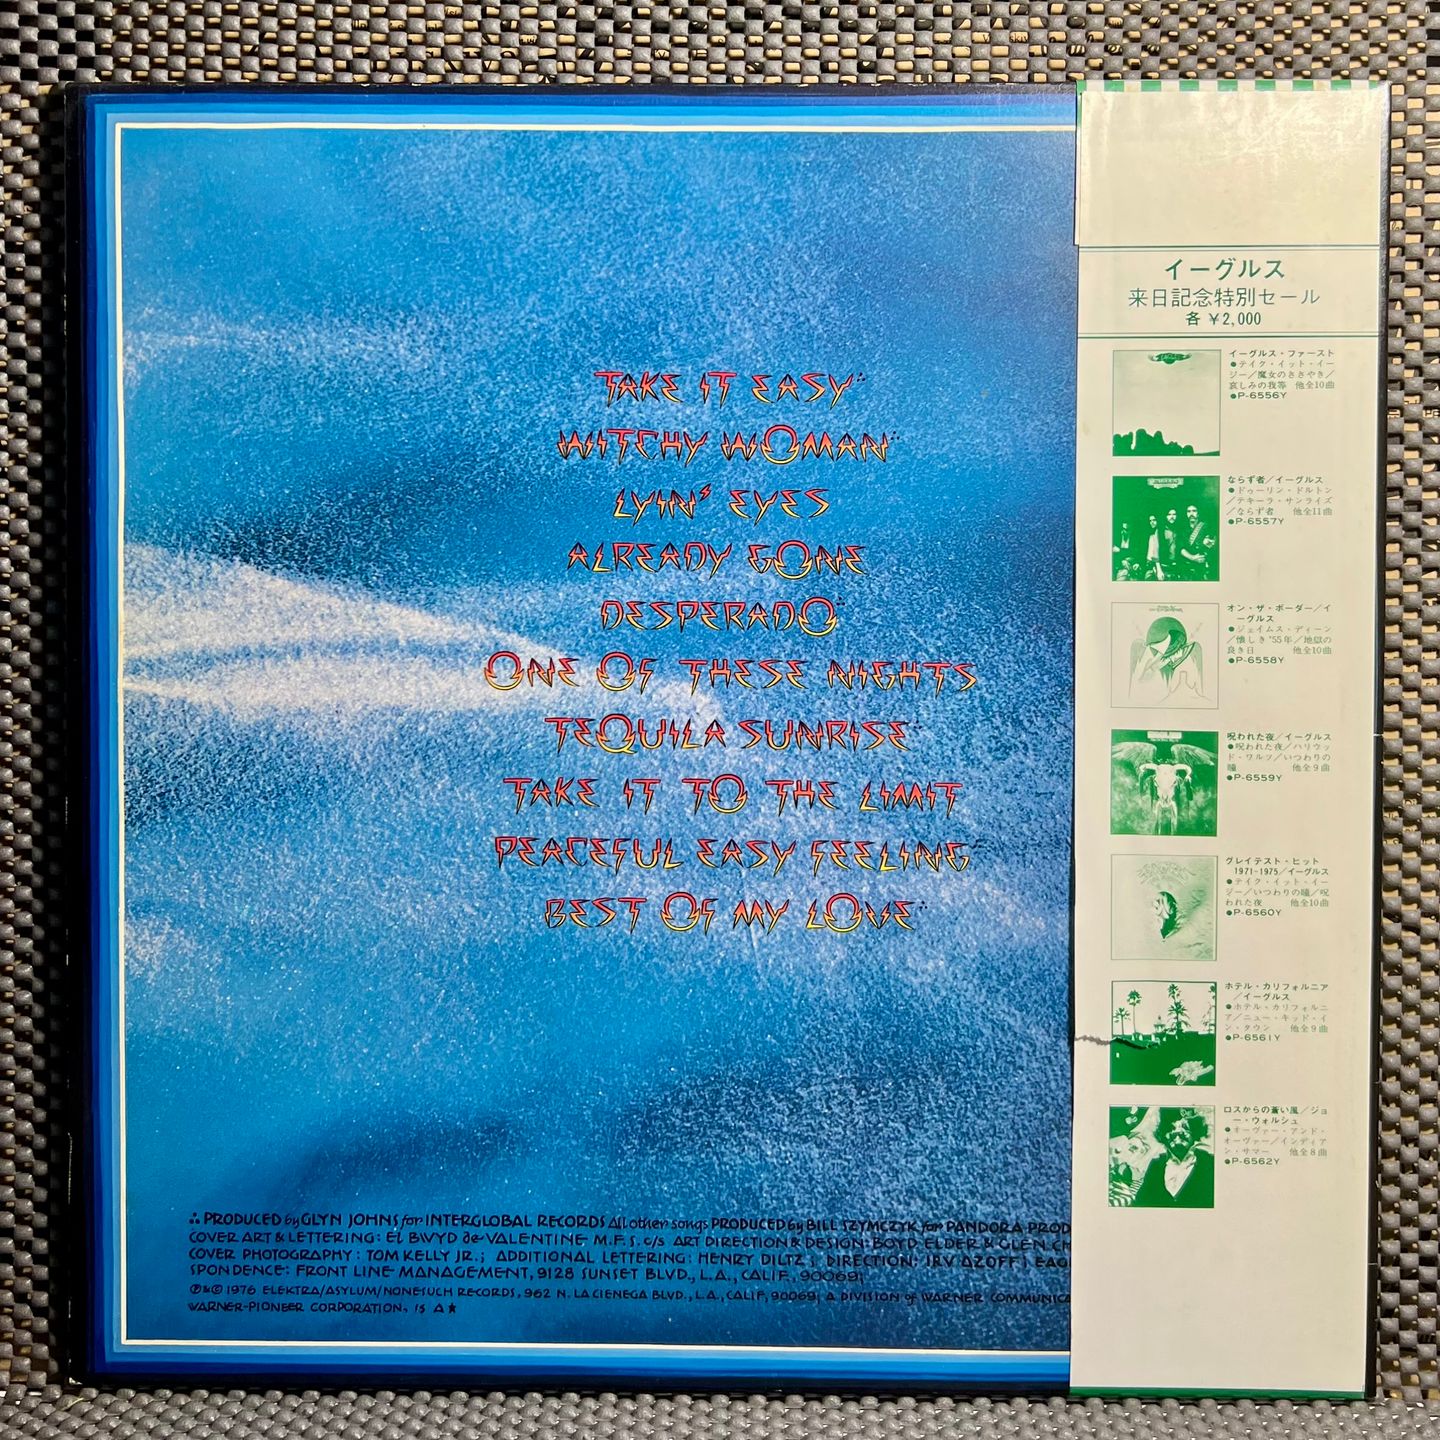 TAKE IT EASY∴
WITCHY WOMAN∴
LYIN' EYES
ALREADY GONE
DESPERADO∴
ONE OF THESE NIGHTS
TEQUILA SUNRISE∴
TAKE IT TO THE LIMIT
PEACEFUL EASY FEELING∴
BEST OF MY LOVE∴
∴ PRODUCED by GLYN JOHNS for INTERGLOBAL RECORDS All other songs PRODUCED by BILL SZYMCZYK for PANDORA PROD
COVER ART & LETTERING: El BWYD de VALENTINE M.F.S. c/s ART DIRECTION & DESIGN: BOYD ELDER & GLEN CH
COVER PHOTOGRAPHY: TOM KELLY JR.; ADDITIONAL LETTERING: HENRY DILTZ; DIRECTION: IRV AZOFF; EAG
SPONDENCE: FRONT LINE MANAGEMENT, 9128 SUNSET BLVD., L.A., CALIF. 90069;
℗&© 1976 ELEKTRA/ASYLUM/NONESUCH RECORDS, 962 N. LA CIENEGA BLVD., L.A., CALIF, 90069; A DIVISION of WARNER COMMUNICA
WARNER-PIONEER CORPORATION, IS A ★
イーグルス
来日記念特別セール
各 ¥2,000
イーグルス・ファースト
●テイク・イット・イー
ジー/魔女のささやき/
哀しみの我等 他全10曲
●P-6556Y
ならず者/イーグルス
●ドゥーリン・ドルトン
/テキーラ・サンライズ
/ならず者 他全11曲
●P-6557Y
オン・ザ・ボーダー/イ
ーグルス
●ジェイムス・ディーン
/懐しき'55年/地獄の
良き日 他全10曲
●P-6558Y
呪われた夜/イーグルス
●呪われた夜/ハリウッ
ド・ワルツ/いつわりの
瞳 他全9曲
●P-6559Y
グレイテスト・ヒット
1971-1975/イーグルス
●テイク・イット・イー
ジー/いつわりの瞳/呪
われた夜 他全10曲
●P-6560Y
ホテル・カリフォルニア
/イーグルス
●ホテル・カリフォルニ
ア/ニュー・キッド・イ
ン・タウン 他全9曲
●P-6561Y
ロスからの蒼い風/ジョ
ー・ウォルシュ
●オーヴァー・アンド・
オーヴァー/インディア
ン・サマー 他全8曲
●P-6562Y